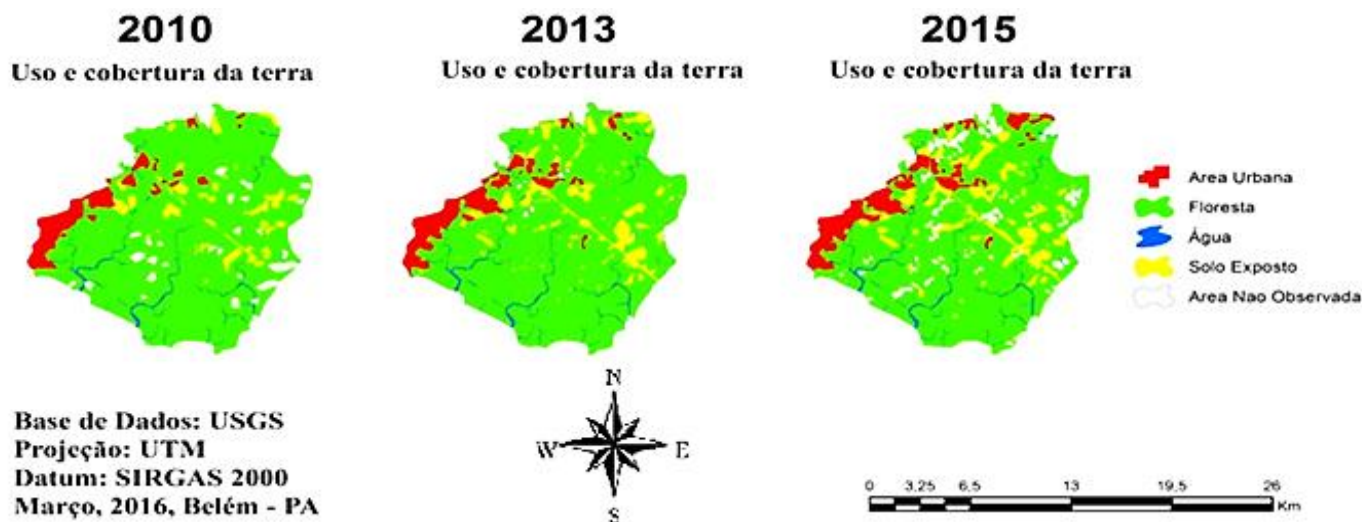 2010
Uso e cobertura da terra
2013
Uso e cobertura da terra
2015
Uso e cobertura da terra
Area Urbana
Floresta
Água
Solo Exposto
Area Nao Observada
Base de Dados: USGS
Projeção: UTM
Datum: SIRGAS 2000
Março, 2016, Belém - PA
N
W E
S
0 3,25 6,5 13 19,5 26
Km